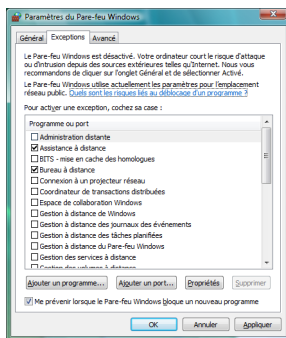 Paramètres du Pare-feu Windows
Général Exceptions Avancé
Le Pare-feu Windows est désactivé. Votre ordinateur court le risque d'attaque
ou d'intrusion depuis des sources extérieures telles qu'Internet. Nous vous
recommandons de cliquer sur l'onglet Général et de sélectionner Activé.
Le Pare-feu Windows utilise actuellement les paramètres pour l'emplacement
réseau public. Quels sont les risques liés au déblocage d'un programme ?
Pour activer une exception, cochez sa case :
Programme ou port
Administration distante
Assistance à distance
BITS - mise en cache des homologues
Bureau à distance
Connexion à un projecteur réseau
Coordinateur de transactions distribuées
Espace de collaboration Windows
Gestion à distance de Windows
Gestion à distance des journaux des événements
Gestion à distance des tâches planifiées
Gestion à distance du Pare-feu Windows
Gestion des services à distance
Gestion des volumes à distance
Ajouter un programme... Ajouter un port... Propriétés Supprimer
Me prévenir lorsque le Pare-feu Windows bloque un nouveau programme
OK Annuler Appliquer